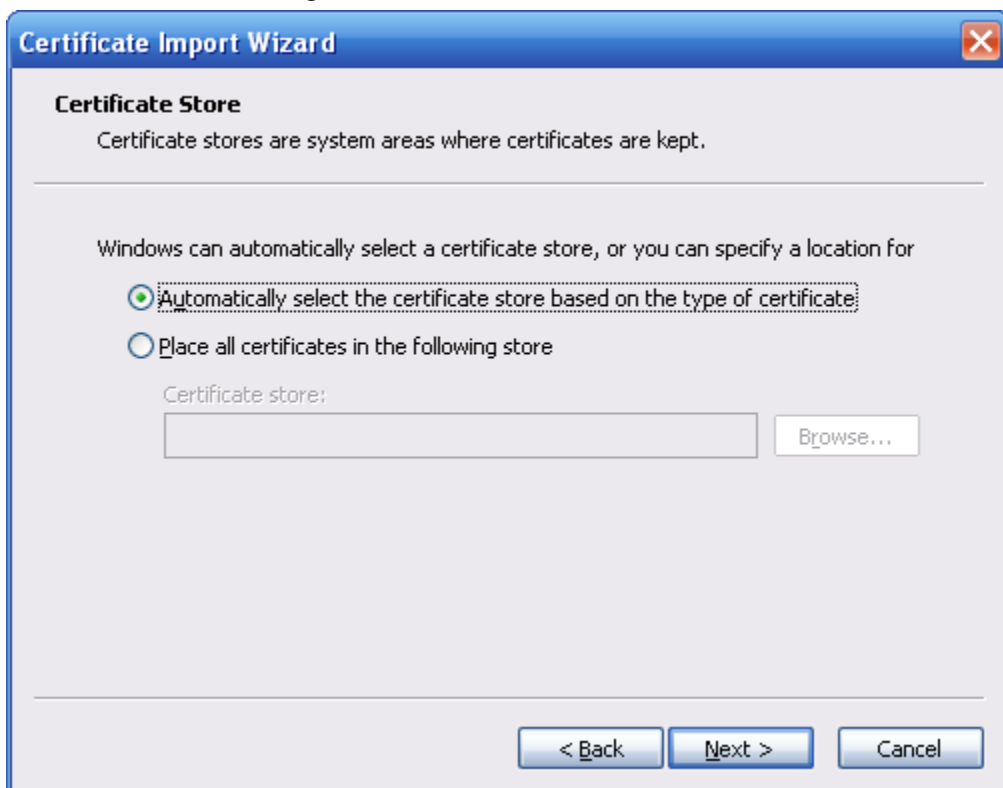 Certificate Import Wizard
Certificate Store
Certificate stores are system areas where certificates are kept.
Windows can automatically select a certificate store, or you can specify a location for
Automatically select the certificate store based on the type of certificate
Place all certificates in the following store
Certificate store:
Browse...
< Back Next > Cancel